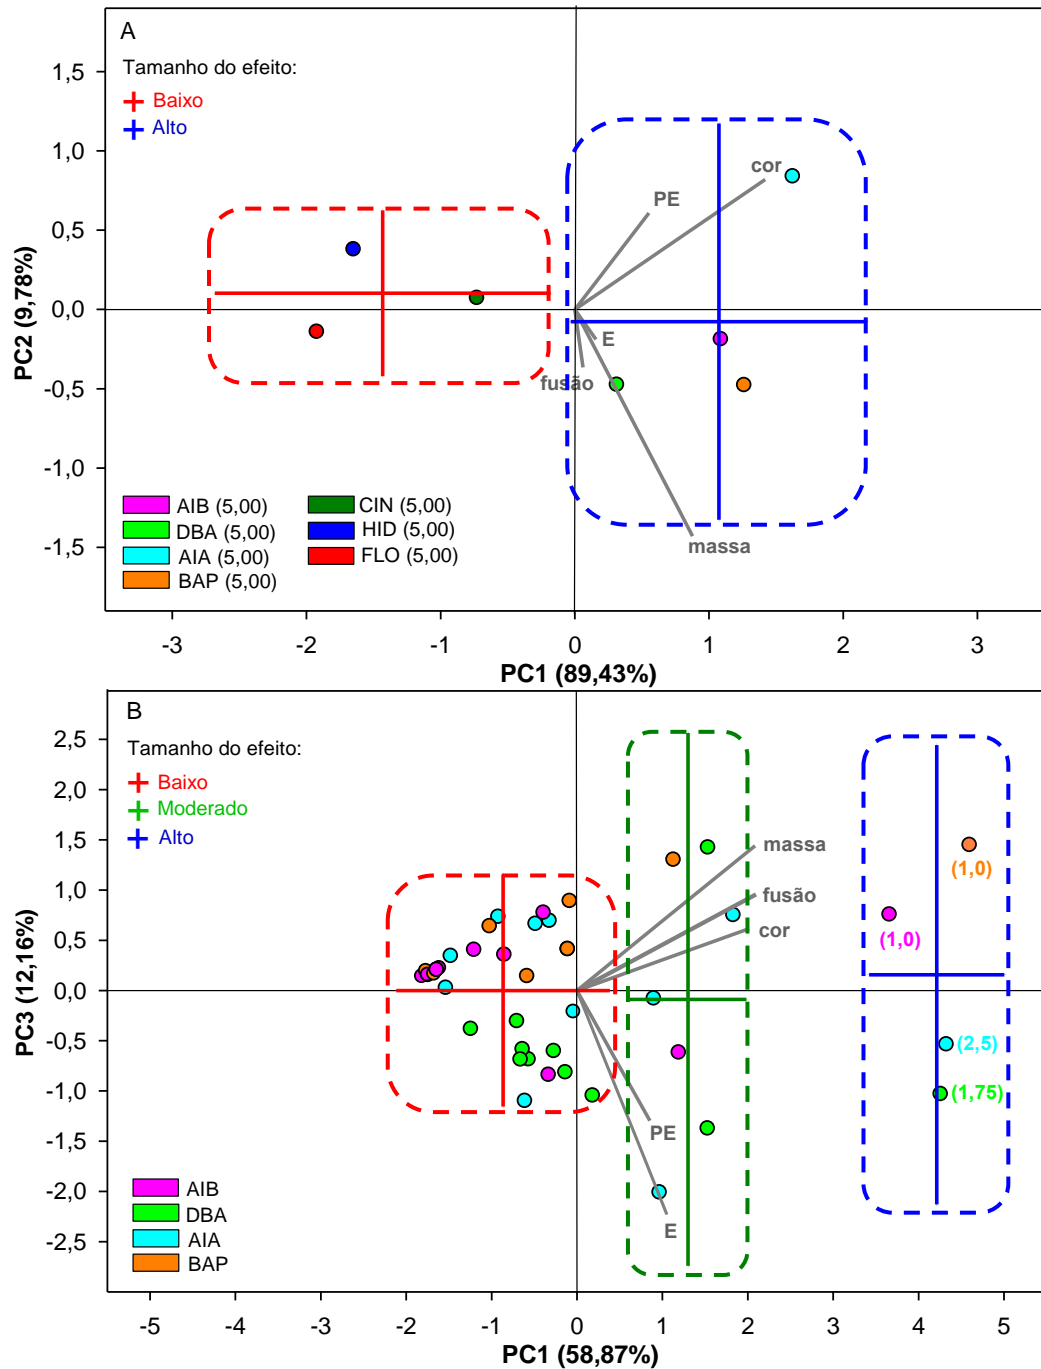 A
Tamanho do efeito:
Baixo
Alto
1,5
1,0
0,5
0,0
-0,5
-1,0
-1,5
PC2 (9,78%)
cor
PE
E
fusão
massa
AIB (5,00)
DBA (5,00)
AIA (5,00)
BAP (5,00)
CIN (5,00)
HID (5,00)
FLO (5,00)
-3 -2 -1 0 1 2 3
PC1 (89,43%)
B
Tamanho do efeito:
Baixo
Moderado
Alto
2,5
2,0
1,5
1,0
0,5
0,0
-0,5
-1,0
-1,5
-2,0
-2,5
PC3 (12,16%)
massa
fusão
cor
PE
E
(1,0)
(1,0)
(2,5)
(1,75)
AIB
DBA
AIA
BAP
-5 -4 -3 -2 -1 0 1 2 3 4 5
PC1 (58,87%)